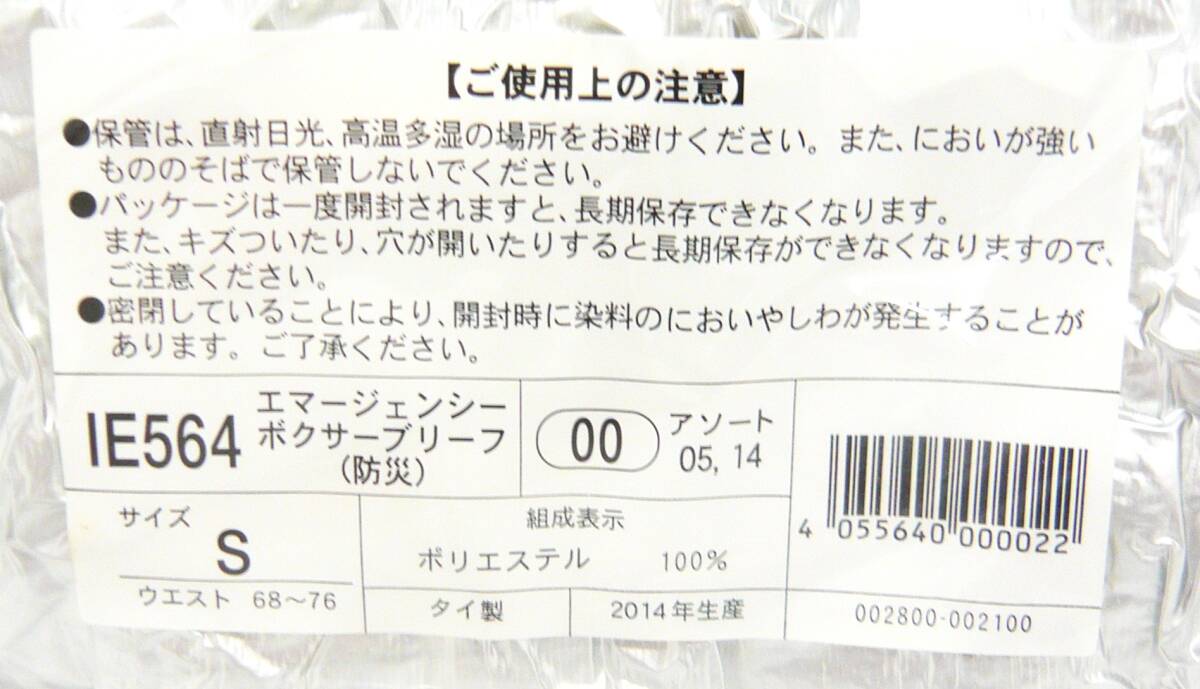 【ご使用上の注意】
●保管は、直射日光、高温多湿の場所をお避けください。また、においが強い
もののそばで保管しないでください。
●パッケージは一度開封されますと、長期保存できなくなります。
また、キズついたり、穴が開いたりすると長期保存ができなくなりますので、
ご注意ください。
●密閉していることにより、開封時に染料のにおいやしわが発生することが
あります。ご了承ください。
IE564
エマージェンシー
ボクサーブリーフ
（防災）
00
アソート
05, 14
サイズ
S
ウエスト 68～76
組成表示
ポリエステル 100%
タイ製
2014年生産
4 055640 000022
002800-002100